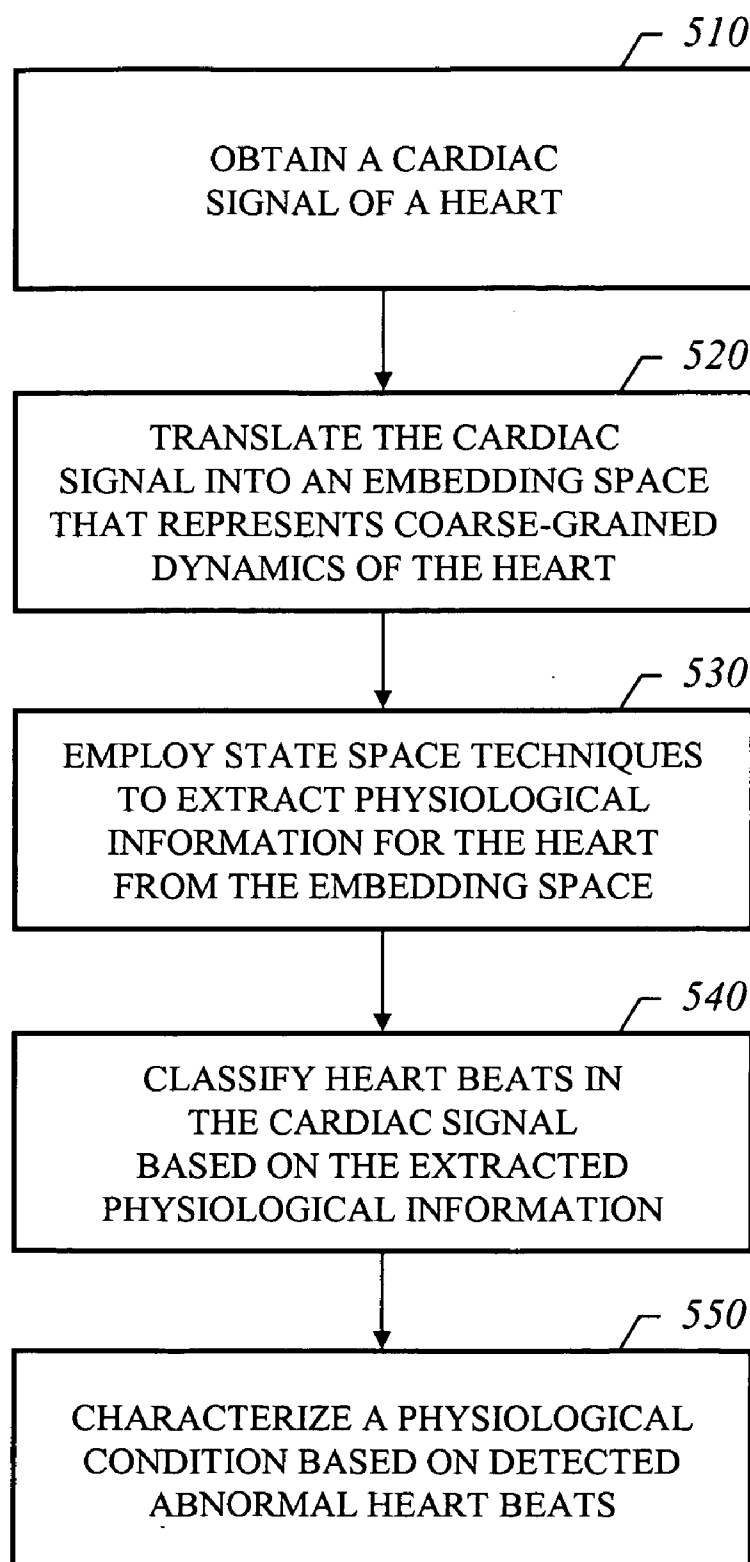 510
OBTAIN A CARDIAC
SIGNAL OF A HEART
520
TRANSLATE THE CARDIAC
SIGNAL INTO AN EMBEDDING SPACE
THAT REPRESENTS COARSE-GRAINED
DYNAMICS OF THE HEART
530
EMPLOY STATE SPACE TECHNIQUES
TO EXTRACT PHYSIOLOGICAL
INFORMATION FOR THE HEART
FROM THE EMBEDDING SPACE
540
CLASSIFY HEART BEATS IN
THE CARDIAC SIGNAL
BASED ON THE EXTRACTED
PHYSIOLOGICAL INFORMATION
550
CHARACTERIZE A PHYSIOLOGICAL
CONDITION BASED ON DETECTED
ABNORMAL HEART BEATS